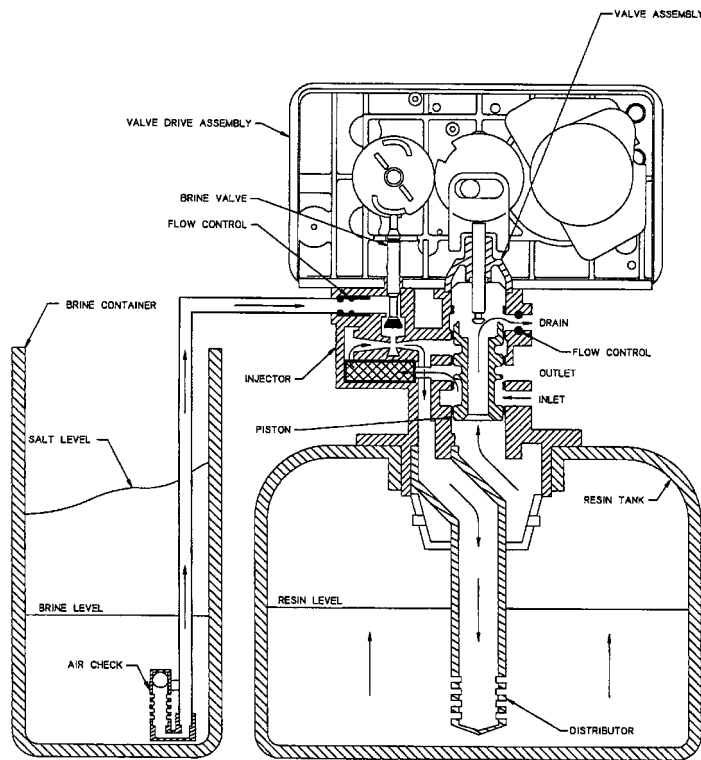 VALVE ASSEMBLY
VALVE DRIVE ASSEMBLY
BRINE VALVE
FLOW CONTROL
BRINE CONTAINER
DRAIN
FLOW CONTROL
INJECTOR
OUTLET
INLET
PISTON
SALT LEVEL
RESIN TANK
BRINE LEVEL
RESIN LEVEL
AIR CHECK
DISTRIBUTOR